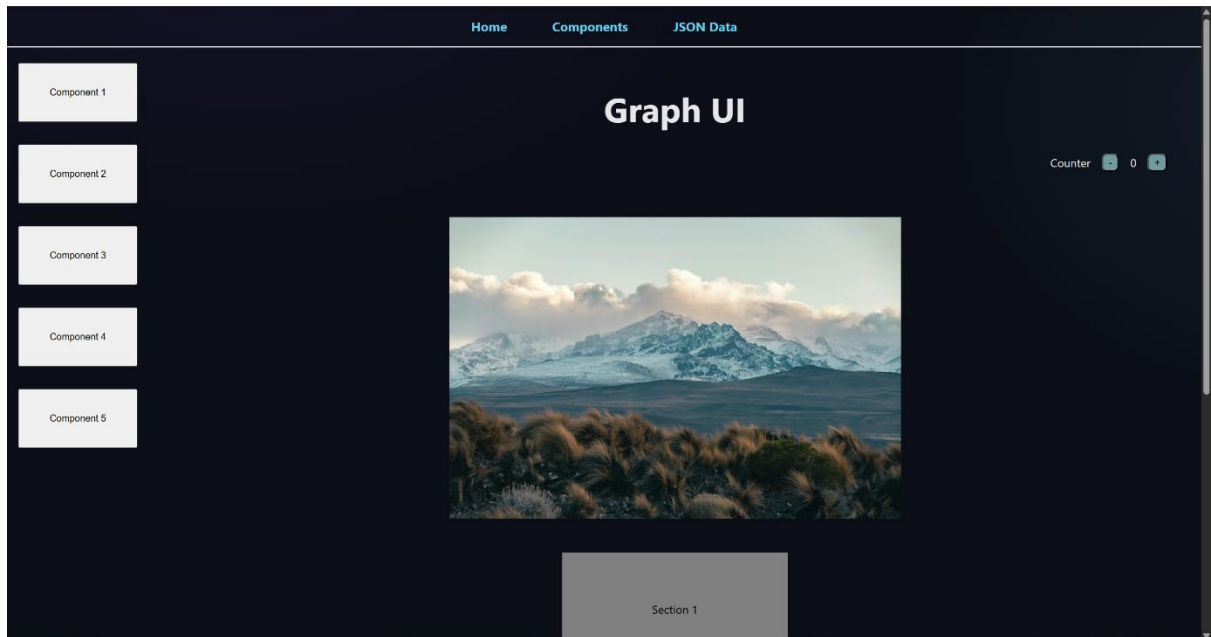 Home Components JSON Data
Component 1
Component 2
Component 3
Component 4
Component 5
Graph UI
Counter - 0 +
Section 1